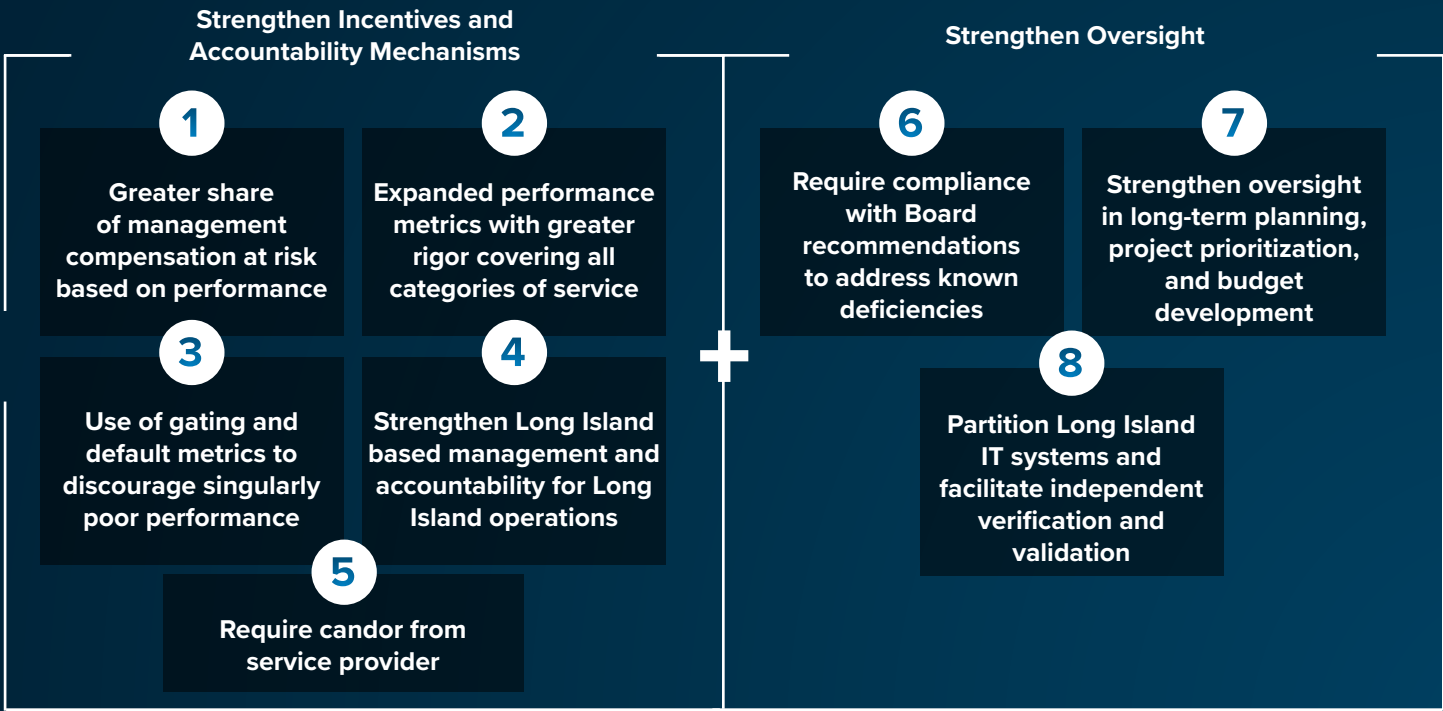 Strengthen Incentives and
Accountability Mechanisms
1
Greater share
of management
compensation at risk
based on performance
2
Expanded performance
metrics with greater
rigor covering all
categories of service
3
Use of gating and
default metrics to
discourage singularly
poor performance
4
Strengthen Long Island
based management and
accountability for Long
Island operations
5
Require candor from
service provider
+
Strengthen Oversight
6
Require compliance
with Board
recommendations
to address known
deficiencies
7
Strengthen oversight
in long-term planning,
project prioritization,
and budget
development
8
Partition Long Island
IT systems and
facilitate independent
verification and
validation